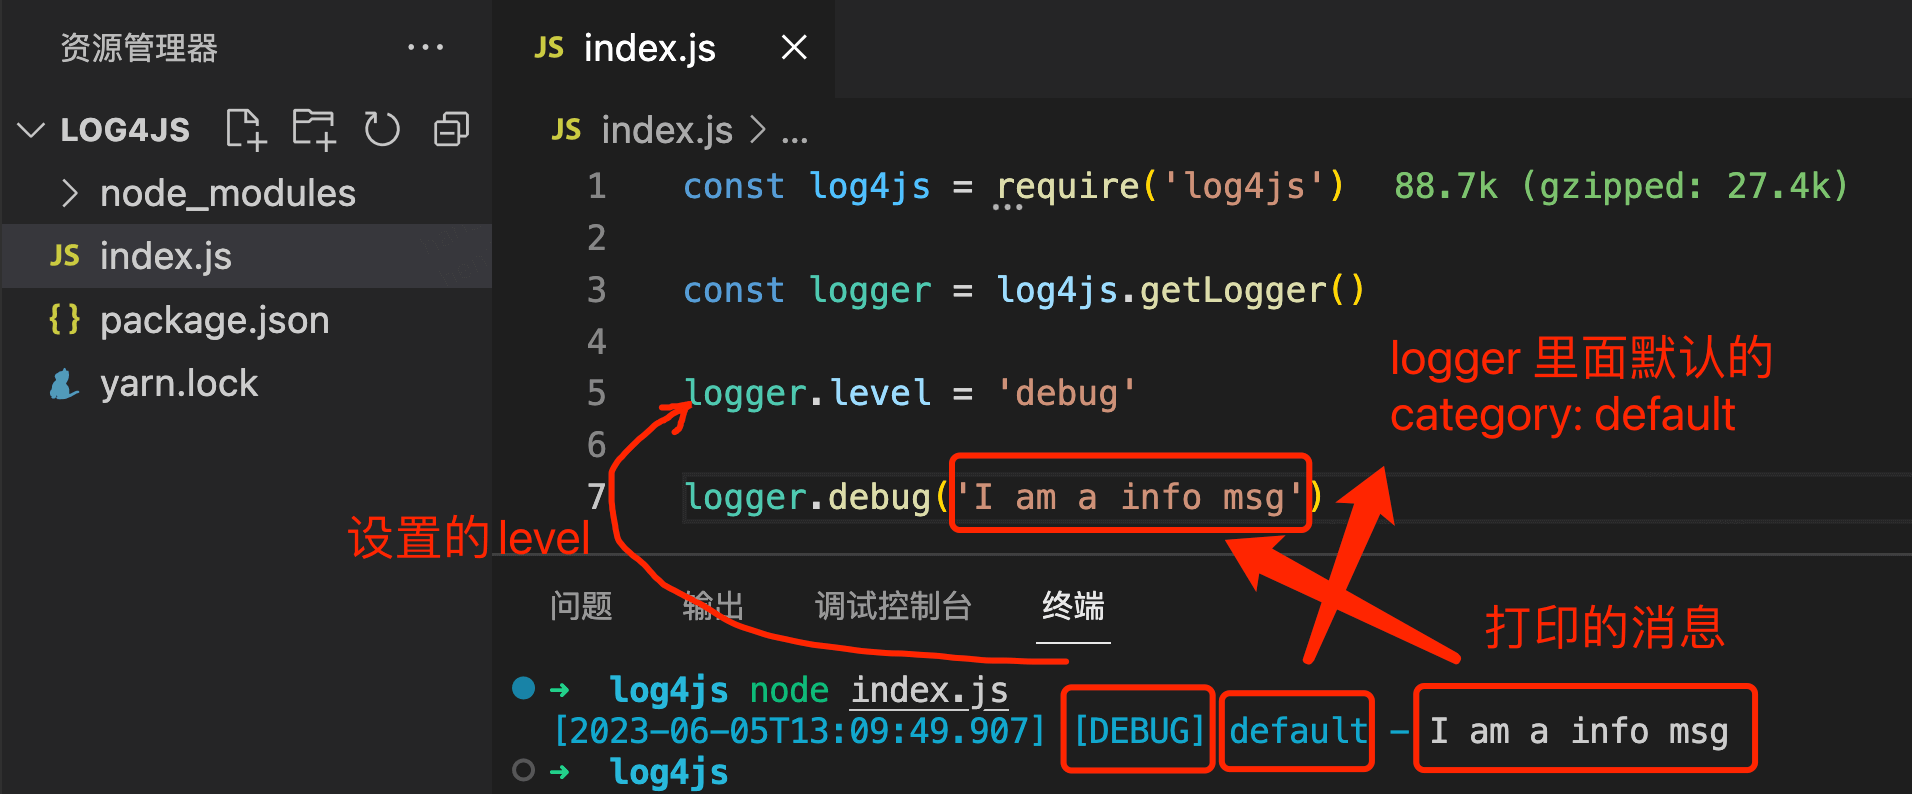 资源管理器 ...
LOG4JS
node_modules
JS index.js
{} package.json
yarn.lock
JS index.js
JS index.js > ...
1 const log4js = require('log4js') 88.7k (gzipped: 27.4k)
2
3 const logger = log4js.getLogger()
4
5 logger.level = 'debug'
6
7 logger.debug('I am a info msg')
logger 里面默认的
category: default
设置的 level
问题 输出 调试控制台 终端
打印的消息
→ log4js node index.js
[2023-06-05T13:09:49.907] [DEBUG] default - I am a info msg
→ log4js